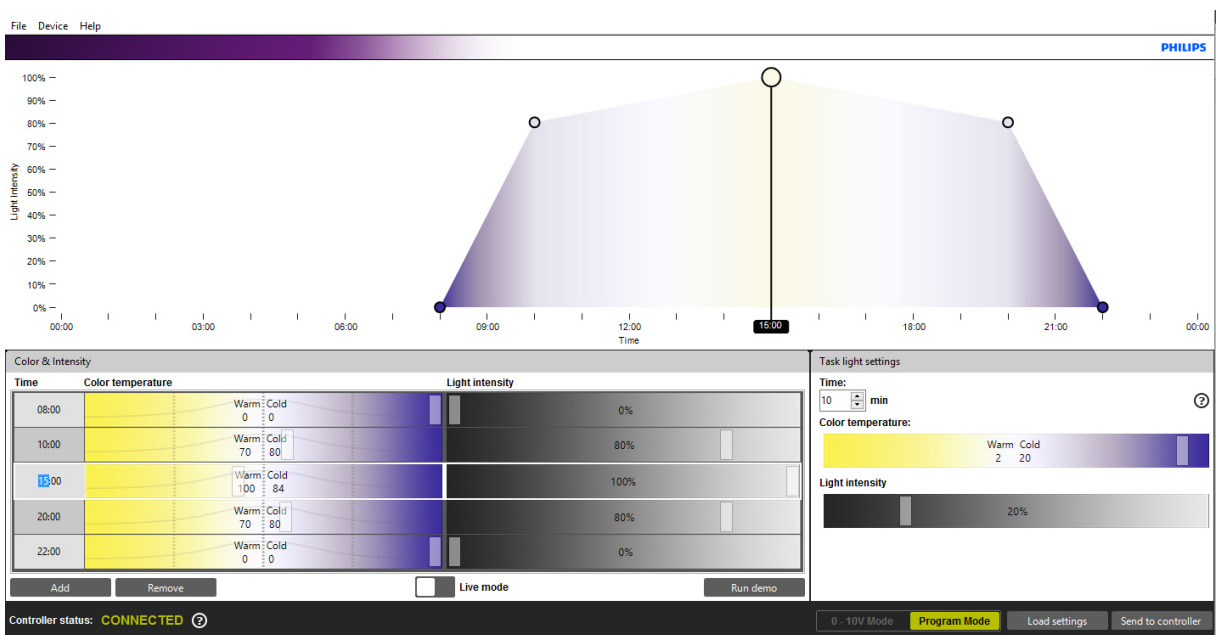 File Device Help
PHILIPS
100%
90%
80%
70%
60%
50%
40%
30%
20%
10%
0%
Light Intensity
00:00 03:00 06:00 09:00 12:00 15:00 18:00 21:00 00:00
Time
Color & Intensity
Time Color temperature Light intensity
08:00 Warm Cold 0%
0 0
10:00 Warm Cold 80%
70 80
15:00 Warm Cold 100%
100 84
20:00 Warm Cold 80%
70 80
22:00 Warm Cold 0%
0 0
Add Remove Live mode Run demo
Task light settings
Time:
10 min ?
Color temperature:
Warm Cold
2 20
Light intensity
20%
Controller status: CONNECTED ? 0 - 10V Mode Program Mode Load settings Send to controller